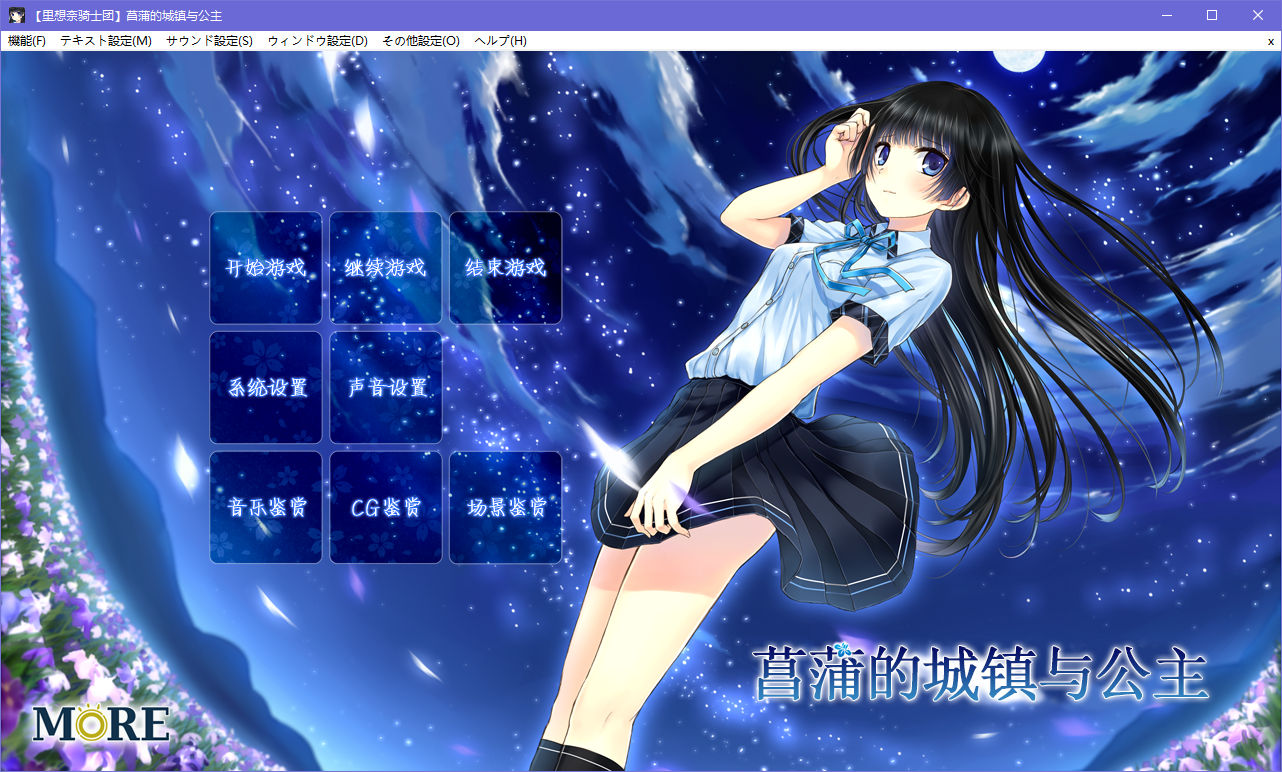 【里想奈骑士团】菖蒲的城镇与公主
機能(F) テキスト設定(M) サウンド設定(S) ウィンドウ設定(D) その他設定(O) ヘルプ(H) x
开始游戏 继续游戏 结束游戏
系统设置 声音设置
音乐鉴赏 CG鉴赏 场景鉴赏
菖蒲的城镇与公主
MORE